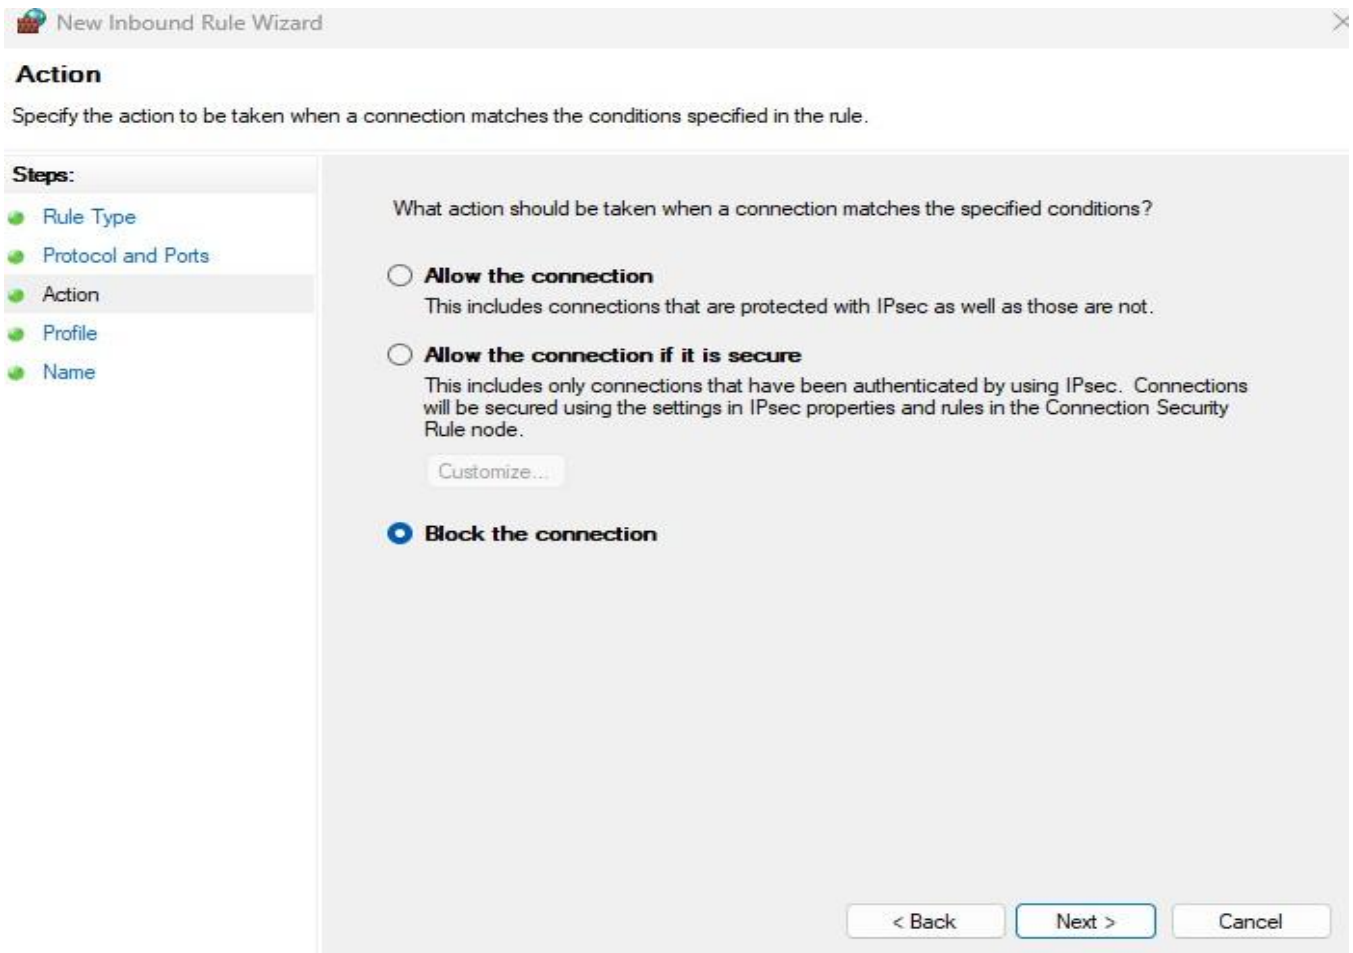 New Inbound Rule Wizard
Action
Specify the action to be taken when a connection matches the conditions specified in the rule.
Steps:
Rule Type
Protocol and Ports
Action
Profile
Name
What action should be taken when a connection matches the specified conditions?
Allow the connection
This includes connections that are protected with IPsec as well as those are not.
Allow the connection if it is secure
This includes only connections that have been authenticated by using IPsec. Connections
will be secured using the settings in IPsec properties and rules in the Connection Security
Rule node.
Customize...
Block the connection
< Back
Next >
Cancel